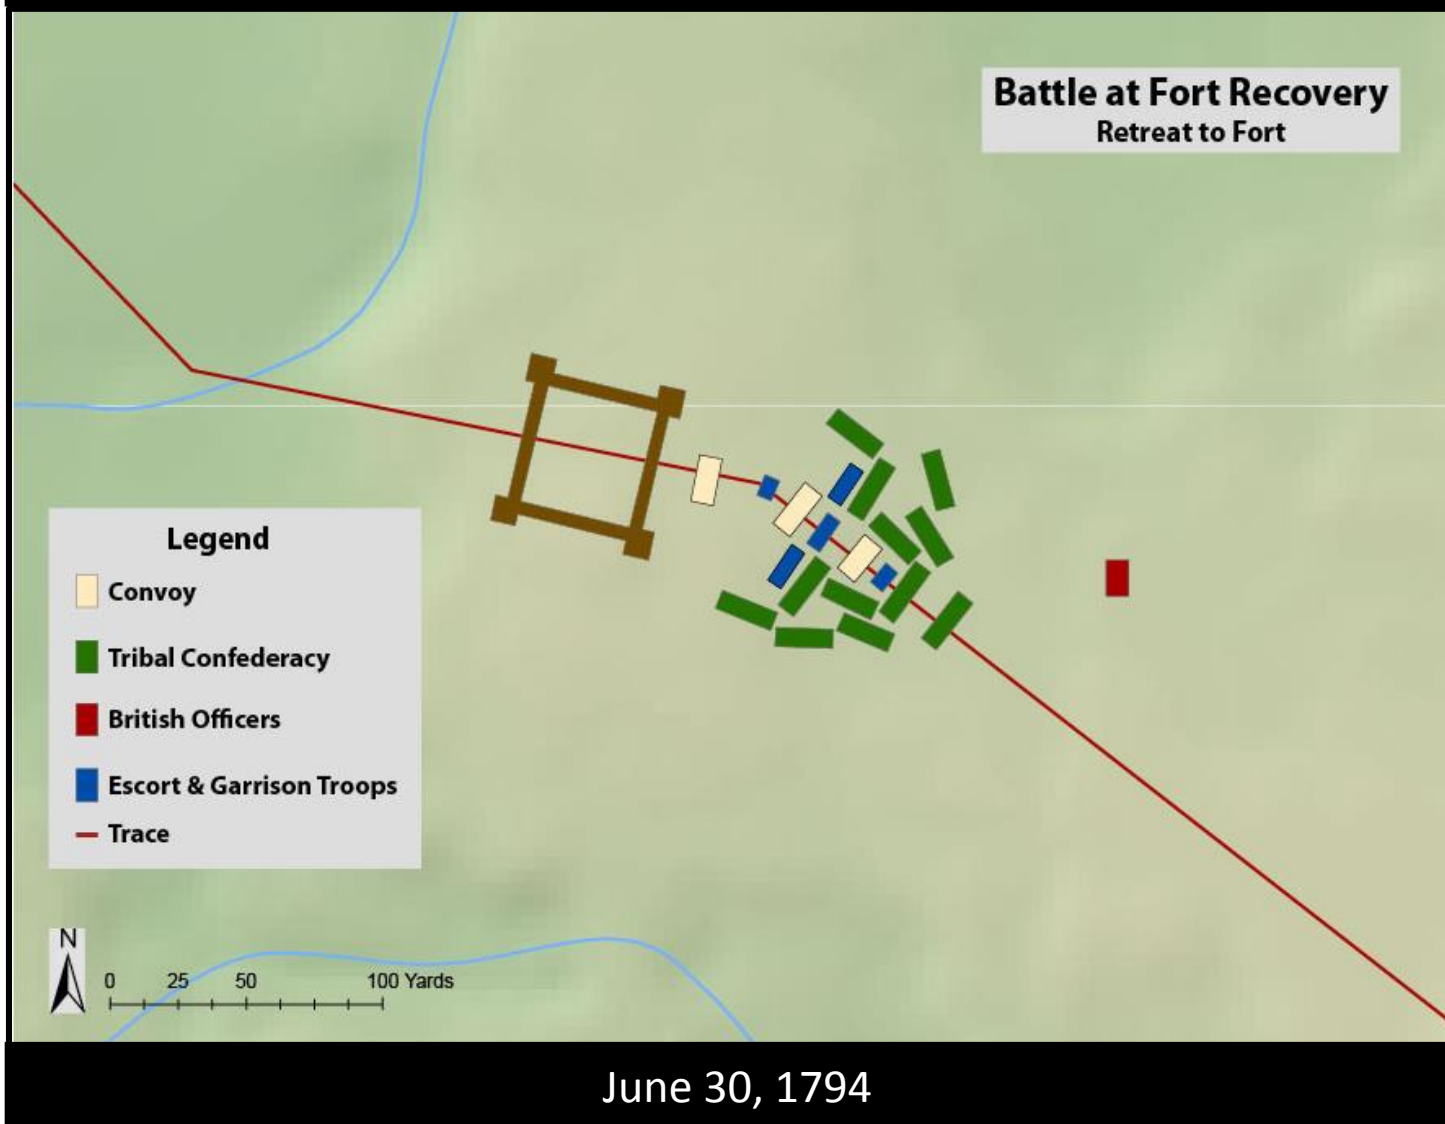 Battle at Fort Recovery
Retreat to Fort
Legend
Convoy
Tribal Confederacy
British Officers
Escort & Garrison Troops
Trace
N
0 25 50 100 Yards
June 30, 1794